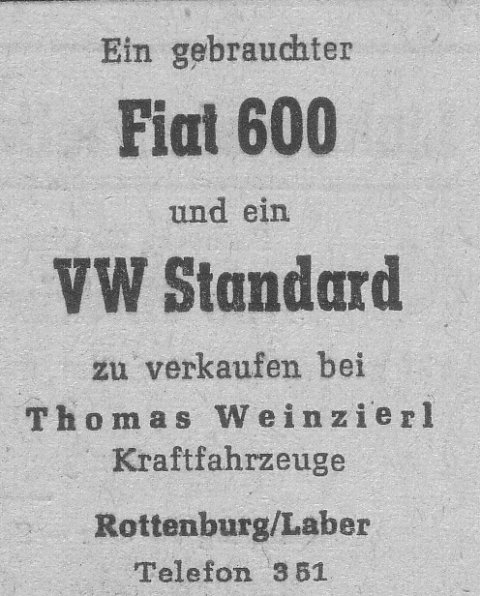 Ein gebrauchter
Fiat 600
und ein
VW Standard
zu verkaufen bei
Thomas Weinzierl
Kraftfahrzeuge
Rottenburg/Laber
Telefon 351